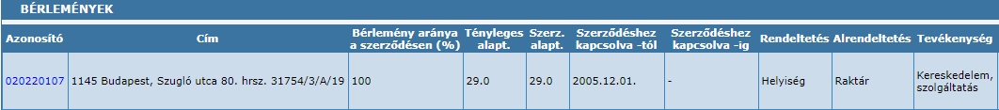 BÉRLEMÉNYEK
Azonosító Cím Bérlemény aránya a szerződésen (%) Tényleges alapt. Szerz. alapt. Szerződéshez kapcsolva -tól Szerződéshez kapcsolva -ig Rendeltetés Alrendeltetés Tevékenység
020220107 1145 Budapest, Szugló utca 80. hrsz. 31754/3/A/19 100 29.0 29.0 2005.12.01. - Helyiség Raktár Kereskedelem, szolgáltatás